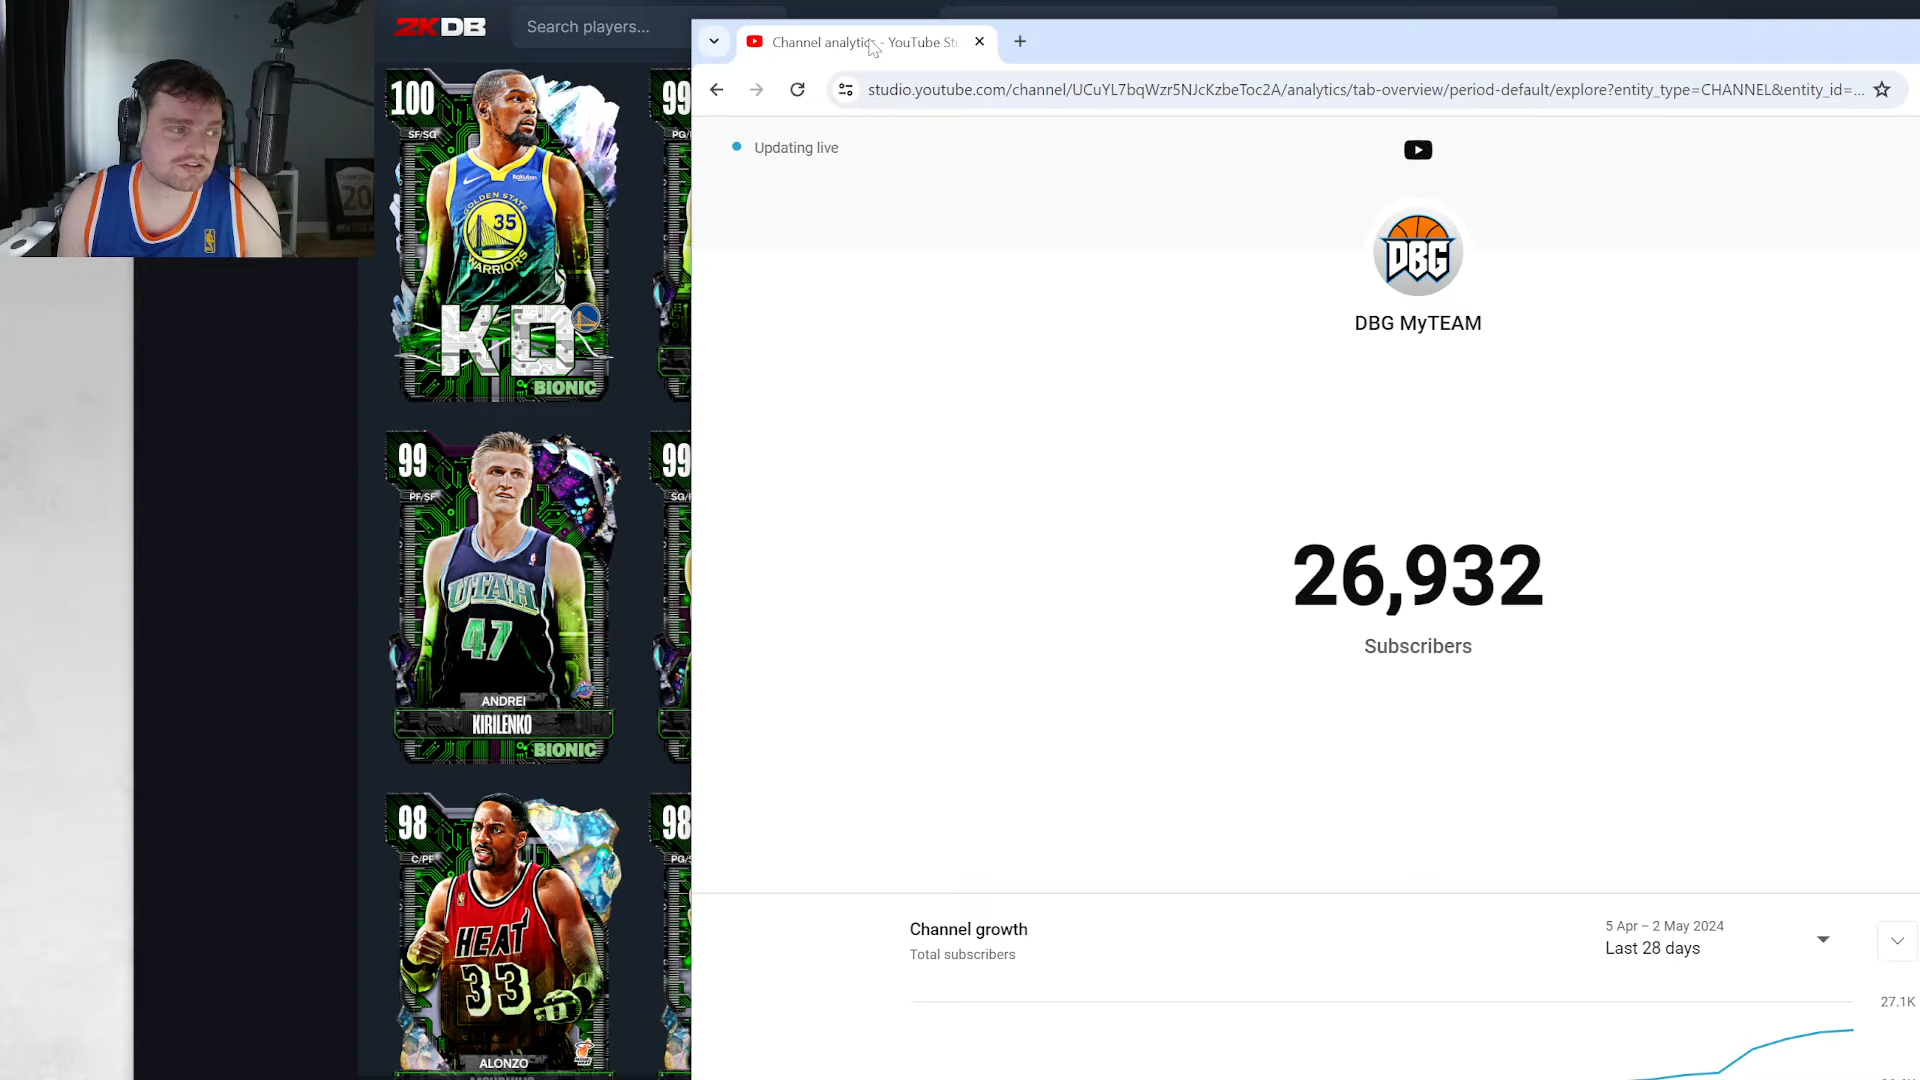 2KDB
Search players...
Channel analytics - YouTube Stu
studio.youtube.com/channel/UCuYL7bqWzr5NJcKzbeToc2A/analytics/tab-overview/period-default/explore?entity_type=CHANNEL&entity_id=...
Updating live
DBG
DBG MyTEAM
26,932
Subscribers
Channel growth
Total subscribers
5 Apr – 2 May 2024
Last 28 days
27.1K
100
SF/SG
Rakuten
GOLDEN STATE
35
WARRIORS
KD
BIONIC
99
PG/
99
PF/SF
UTAH
47
ANDREI
KIRILENKO
BIONIC
99
SG/
98
C/PF
HEAT
33
ALONZO
98
PG/
20